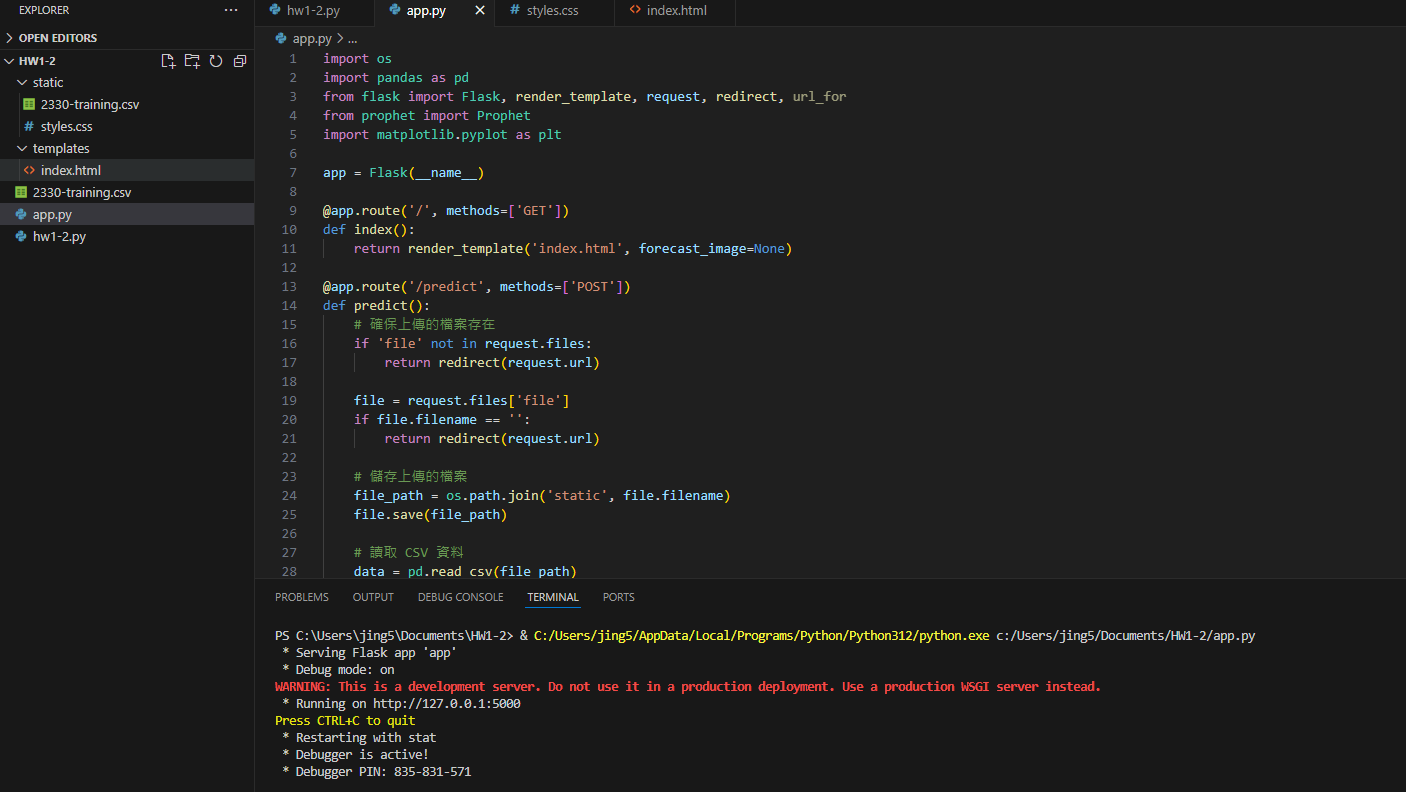 EXPLORER
OPEN EDITORS
HW1-2
static
2330-training.csv
# styles.css
templates
<> index.html
2330-training.csv
app.py
hw1-2.py
hw1-2.py app.py # styles.css <> index.html
app.py > ...
1 import os
2 import pandas as pd
3 from flask import Flask, render_template, request, redirect, url_for
4 from prophet import Prophet
5 import matplotlib.pyplot as plt
6
7 app = Flask(__name__)
8
9 @app.route('/', methods=['GET'])
10 def index():
11     return render_template('index.html', forecast_image=None)
12
13 @app.route('/predict', methods=['POST'])
14 def predict():
15     # 確保上傳的檔案存在
16     if 'file' not in request.files:
17         return redirect(request.url)
18
19     file = request.files['file']
20     if file.filename == '':
21         return redirect(request.url)
22
23     # 儲存上傳的檔案
24     file_path = os.path.join('static', file.filename)
25     file.save(file_path)
26
27     # 讀取 CSV 資料
28     data = pd.read_csv(file_path)
PROBLEMS OUTPUT DEBUG CONSOLE TERMINAL PORTS
PS C:\Users\jing5\Documents\HW1-2> & C:/Users/jing5/AppData/Local/Programs/Python/Python312/python.exe c:/Users/jing5/Documents/HW1-2/app.py
 * Serving Flask app 'app'
 * Debug mode: on
WARNING: This is a development server. Do not use it in a production deployment. Use a production WSGI server instead.
 * Running on http://127.0.0.1:5000
Press CTRL+C to quit
 * Restarting with stat
 * Debugger is active!
 * Debugger PIN: 835-831-571